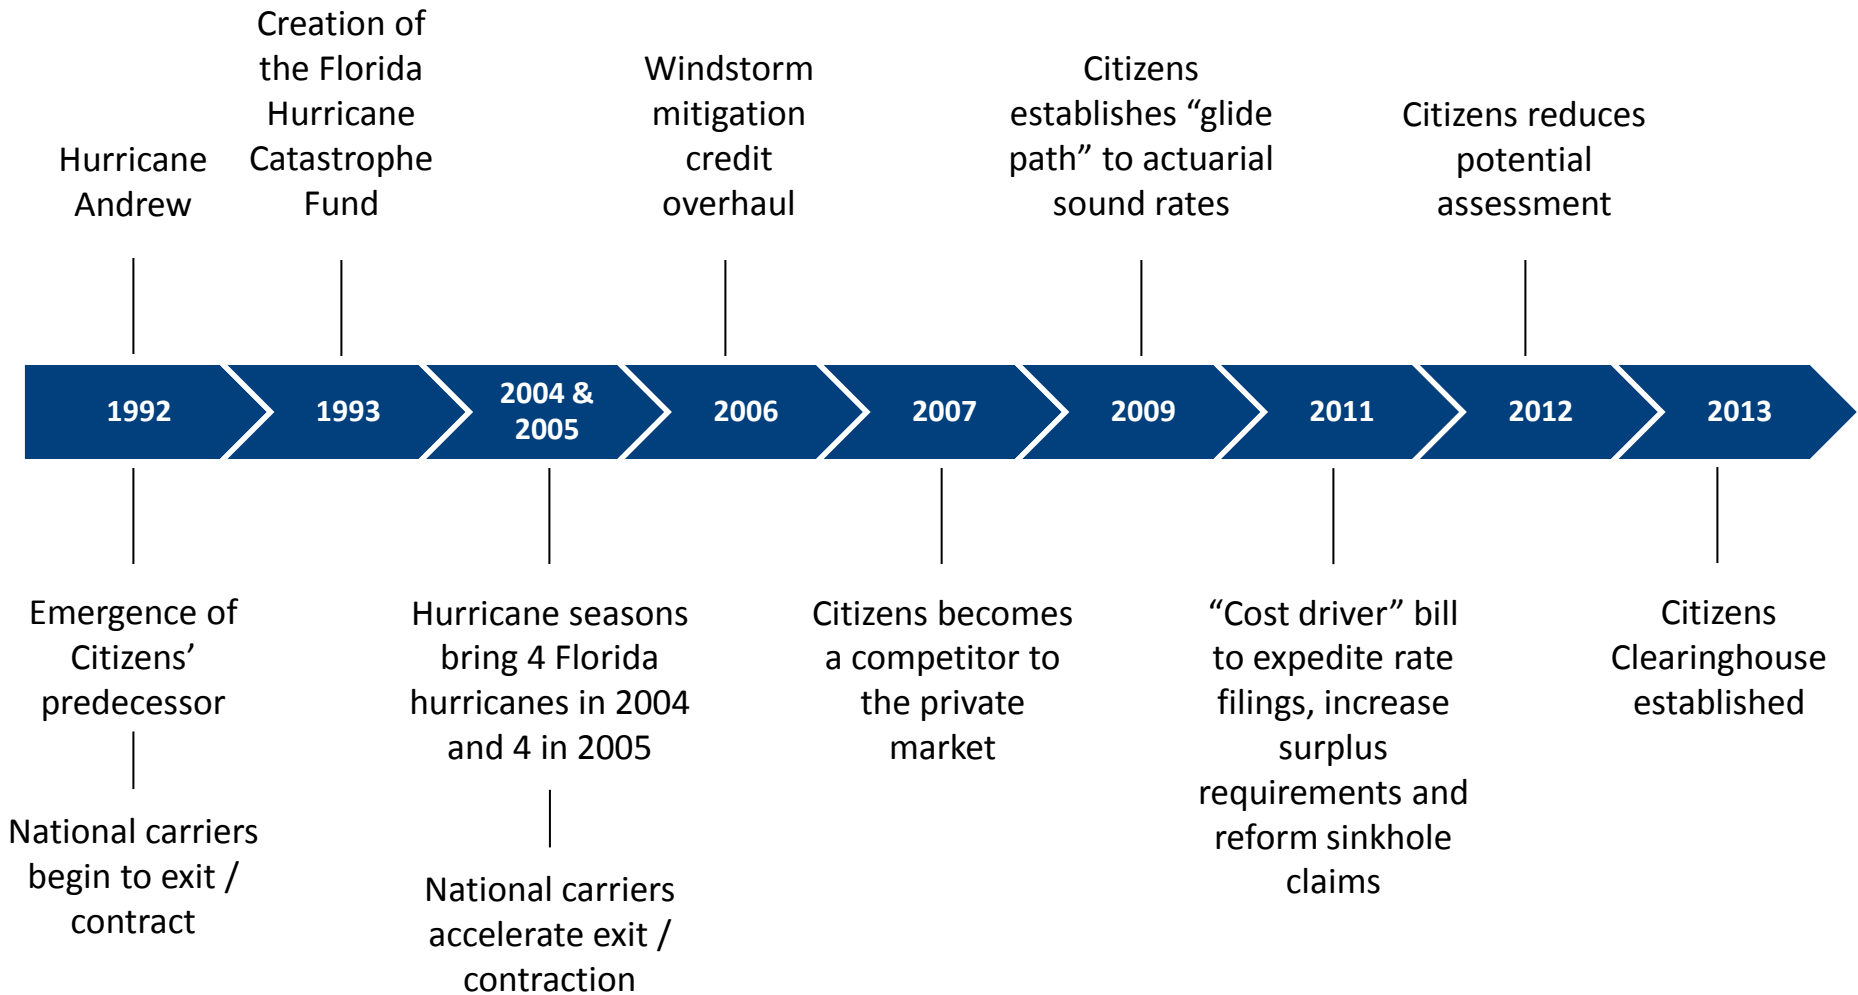 Hurricane
Andrew
Creation of
the Florida
Hurricane
Catastrophe
Fund
Windstorm
mitigation
credit
overhaul
Citizens
establishes “glide
path” to actuarial
sound rates
Citizens reduces
potential
assessment
1992
1993
2004 &
2005
2006
2007
2009
2011
2012
2013
Emergence of
Citizens’
predecessor
National carriers
begin to exit /
contract
Hurricane seasons
bring 4 Florida
hurricanes in 2004
and 4 in 2005
National carriers
accelerate exit /
contraction
Citizens becomes
a competitor to
the private
market
“Cost driver” bill
to expedite rate
filings, increase
surplus
requirements and
reform sinkhole
claims
Citizens
Clearinghouse
established